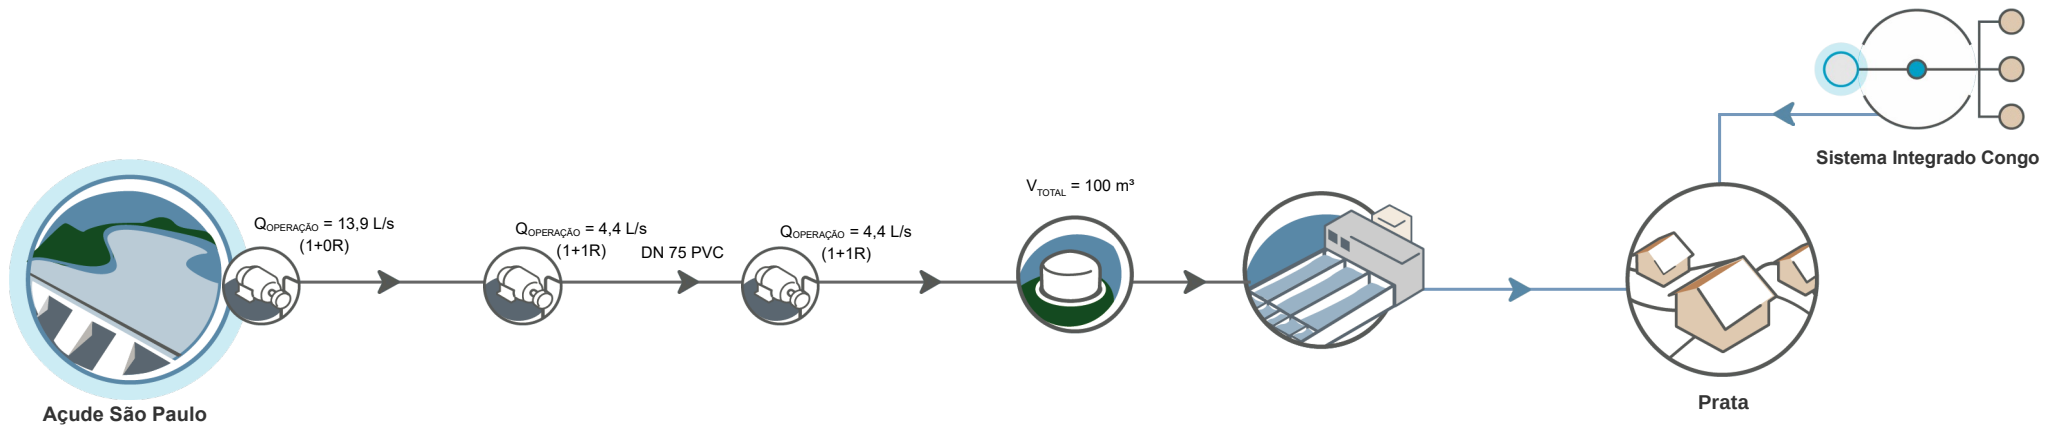 Sistema Integrado Congo
V_TOTAL = 100 m³
Q_OPERAÇÃO = 13,9 L/s
(1+0R)
Q_OPERAÇÃO = 4,4 L/s
(1+1R)
DN 75 PVC
Q_OPERAÇÃO = 4,4 L/s
(1+1R)
Açude São Paulo
Prata